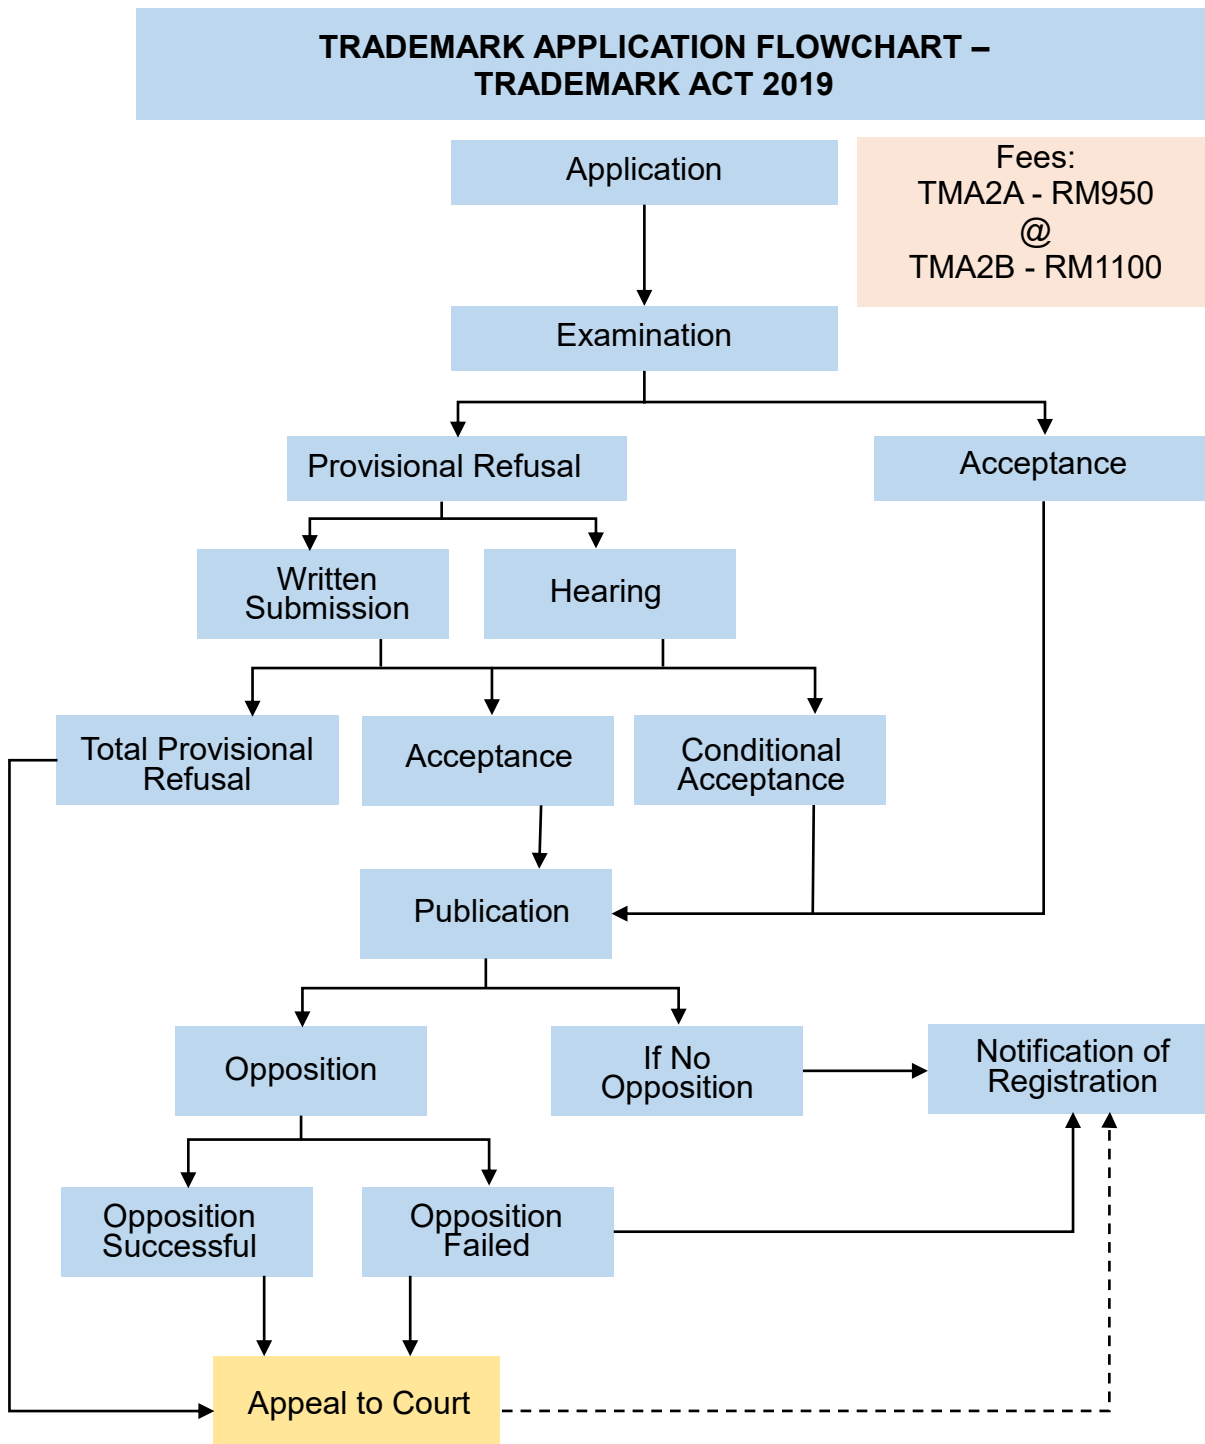 TRADEMARK APPLICATION FLOWCHART –
TRADEMARK ACT 2019
Application
Fees:
TMA2A - RM950
@
TMA2B - RM1100
Examination
Provisional Refusal
Acceptance
Written
Submission
Hearing
Total Provisional
Refusal
Acceptance
Conditional
Acceptance
Publication
Opposition
If No
Opposition
Notification of
Registration
Opposition
Successful
Opposition
Failed
Appeal to Court